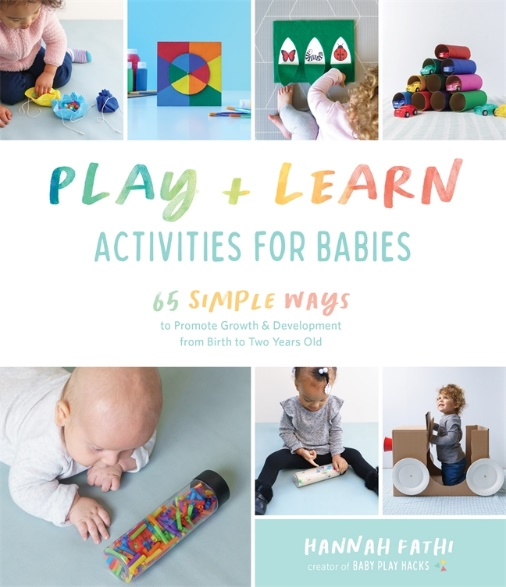 PLAY + LEARN
ACTIVITIES FOR BABIES
65 SIMPLE WAYS
to Promote Growth & Development
from Birth to Two Years Old
HANNAH FATHI
creator of BABY PLAY HACKS